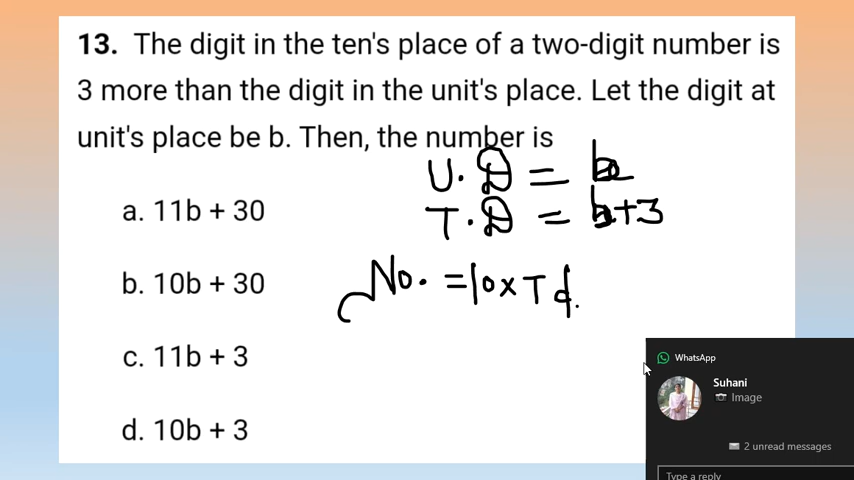 13. The digit in the ten's place of a two-digit number is
3 more than the digit in the unit's place. Let the digit at
unit's place be b. Then, the number is
U.D = b
a. 11b + 30
T.D = b+3
b. 10b + 30
No. = 10 x T d.
c. 11b + 3
d. 10b + 3
WhatsApp
Suhani
Image
2 unread messages
Type a reply